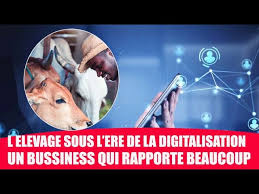 L'ELEVAGE SOUS L'ERE DE LA DIGITALISATION
UN BUSSINESS QUI RAPPORTE BEAUCOUP